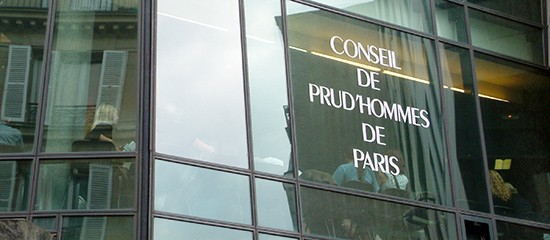 CONSEIL
DE
PRUD'HOMMES
DE
PARIS